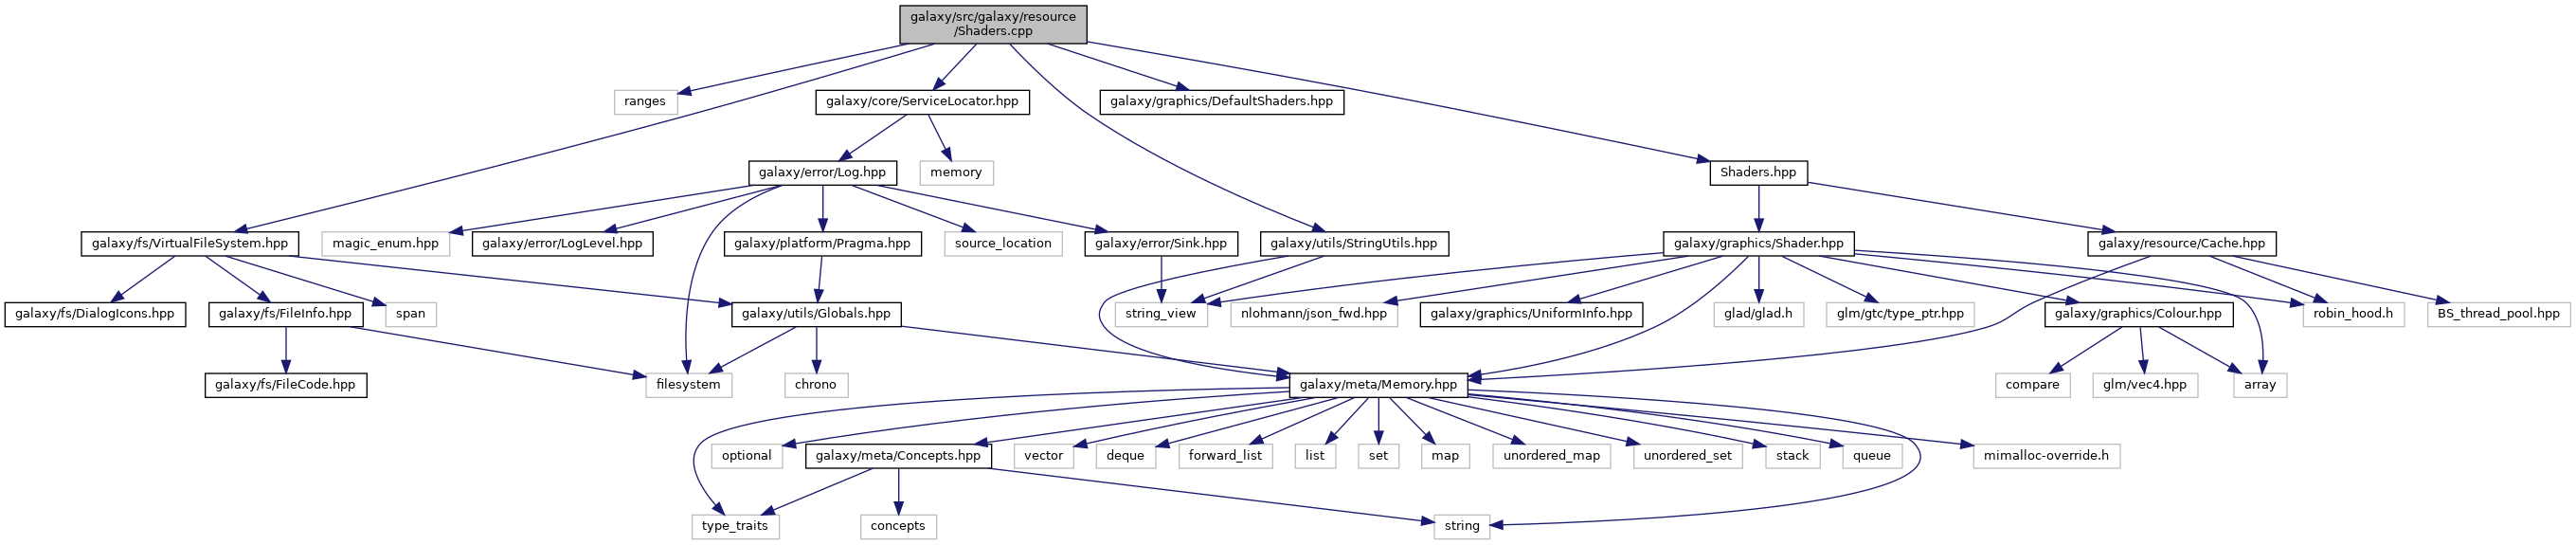 galaxy/src/galaxy/resource
/Shaders.cpp
ranges
galaxy/core/ServiceLocator.hpp
galaxy/graphics/DefaultShaders.hpp
galaxy/error/Log.hpp
memory
Shaders.hpp
galaxy/fs/VirtualFileSystem.hpp
magic_enum.hpp
galaxy/error/LogLevel.hpp
galaxy/platform/Pragma.hpp
source_location
galaxy/error/Sink.hpp
galaxy/utils/StringUtils.hpp
galaxy/graphics/Shader.hpp
galaxy/resource/Cache.hpp
galaxy/fs/DialogIcons.hpp
galaxy/fs/FileInfo.hpp
span
galaxy/utils/Globals.hpp
string_view
nlohmann/json_fwd.hpp
galaxy/graphics/UniformInfo.hpp
glad/glad.h
glm/gtc/type_ptr.hpp
galaxy/graphics/Colour.hpp
robin_hood.h
BS_thread_pool.hpp
galaxy/fs/FileCode.hpp
filesystem
chrono
galaxy/meta/Memory.hpp
compare
glm/vec4.hpp
array
optional
galaxy/meta/Concepts.hpp
vector
deque
forward_list
list
set
map
unordered_map
unordered_set
stack
queue
mimalloc-override.h
type_traits
concepts
string